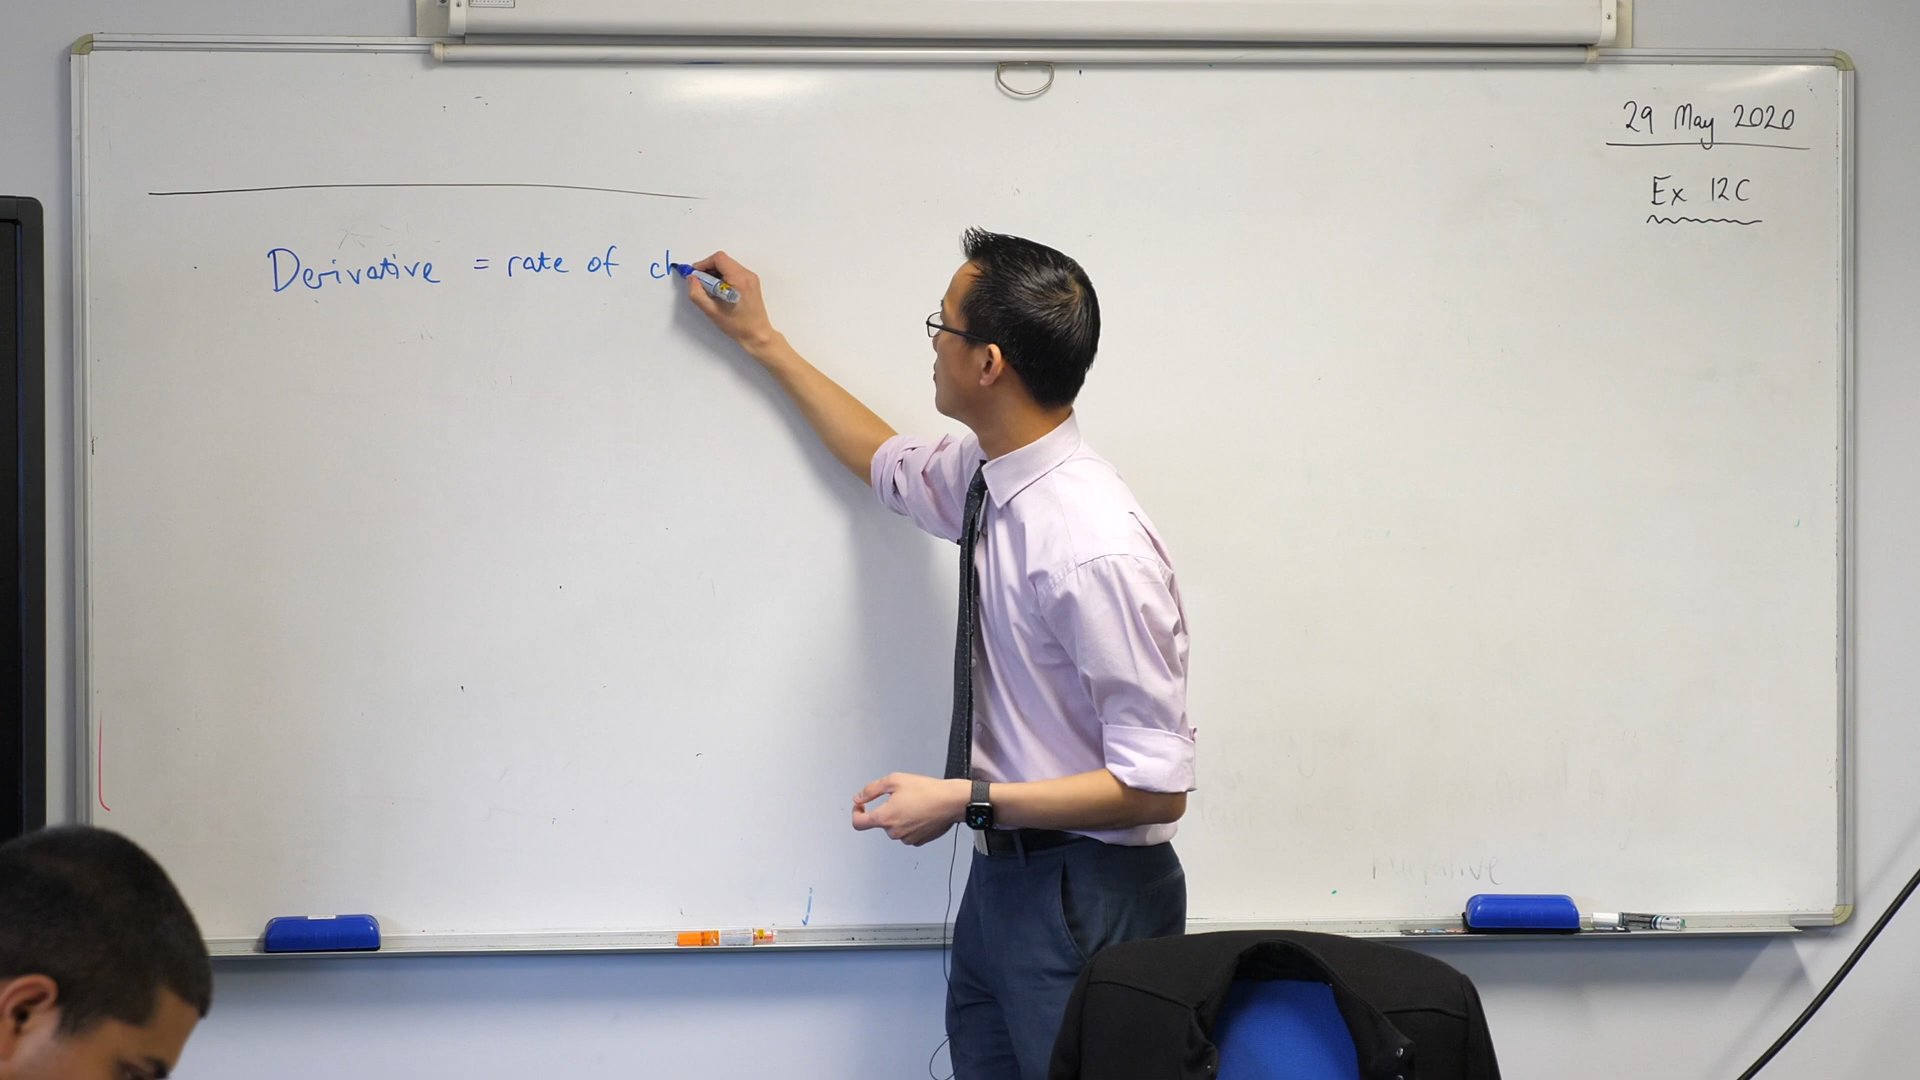 29 May 2020
Ex 12C
Derivative = rate of ch